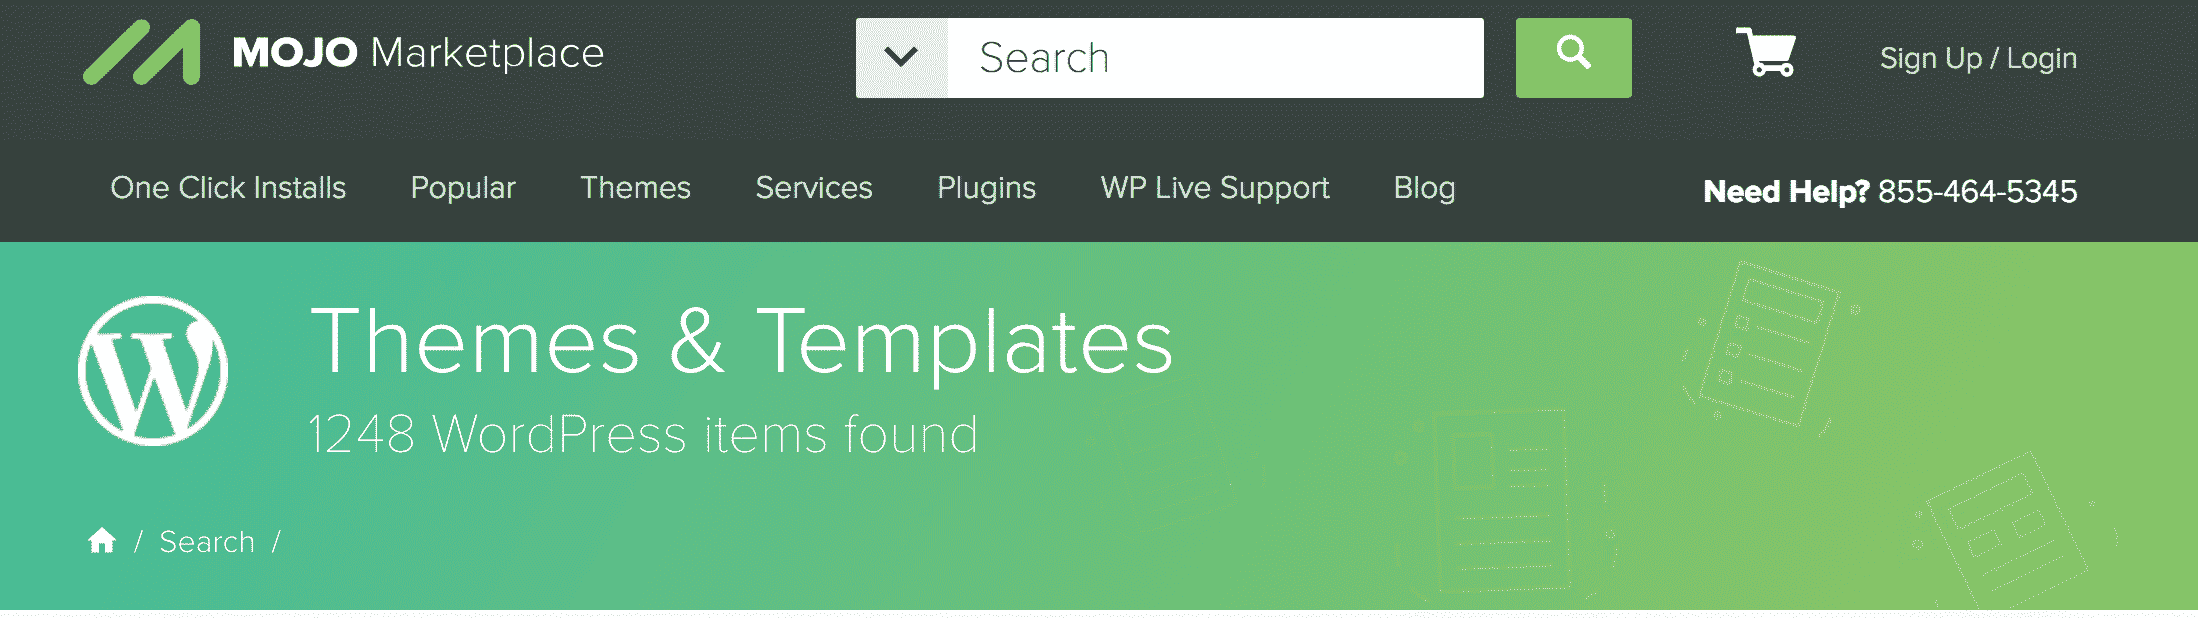 MOJO Marketplace
Search
Sign Up / Login
One Click Installs Popular Themes Services Plugins WP Live Support Blog
Need Help? 855-464-5345
Themes & Templates
1248 WordPress items found
/ Search /